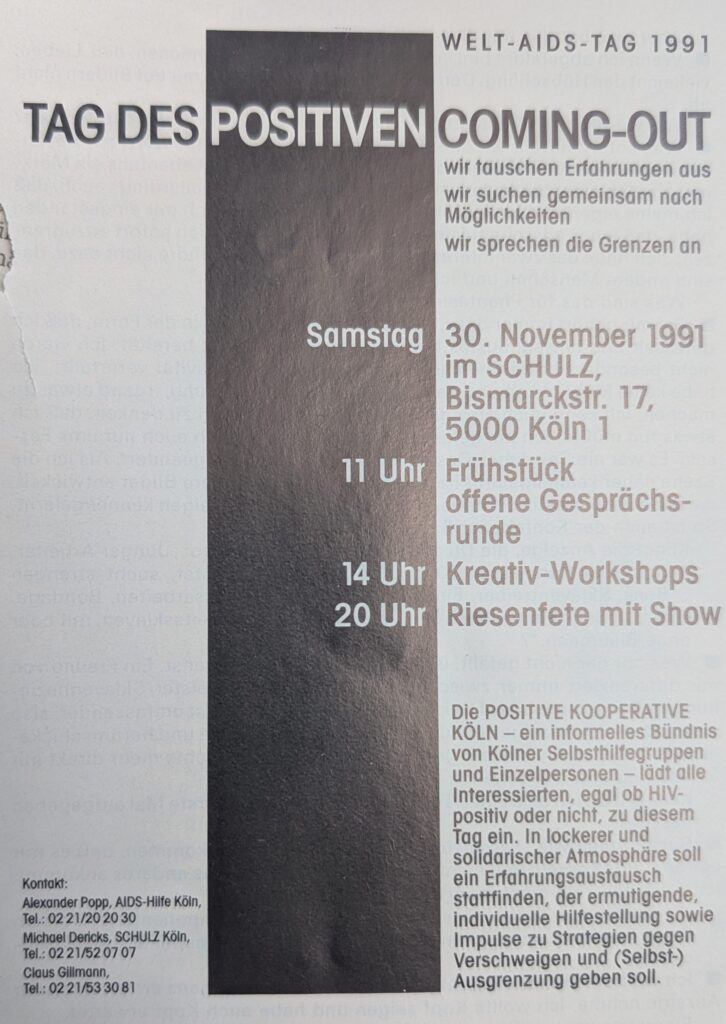 WELT-AIDS-TAG 1991
TAG DES POSITIVEN COMING-OUT
wir tauschen Erfahrungen aus
wir suchen gemeinsam nach
Möglichkeiten
wir sprechen die Grenzen an
Samstag 30. November 1991
im SCHULZ,
Bismarckstr. 17,
5000 Köln 1
11 Uhr Frühstück
offene Gesprächs-
runde
14 Uhr Kreativ-Workshops
20 Uhr Riesenfete mit Show
Die POSITIVE KOOPERATIVE
KÖLN – ein informelles Bündnis
von Kölner Selbsthilfegruppen
und Einzelpersonen – lädt alle
Interessierten, egal ob HIV-
positiv oder nicht, zu diesem
Tag ein. In lockerer und
solidarischer Atmosphäre soll
ein Erfahrungsaustausch
stattfinden, der ermutigende,
individuelle Hilfestellung sowie
Impulse zu Strategien gegen
Verschweigen und (Selbst-)
Ausgrenzung geben soll.
Kontakt:
Alexander Popp, AIDS-Hilfe Köln,
Tel.: 02 21/20 20 30
Michael Dericks, SCHULZ Köln,
Tel.: 02 21/52 07 07
Claus Gillmann,
Tel.: 02 21/53 30 81